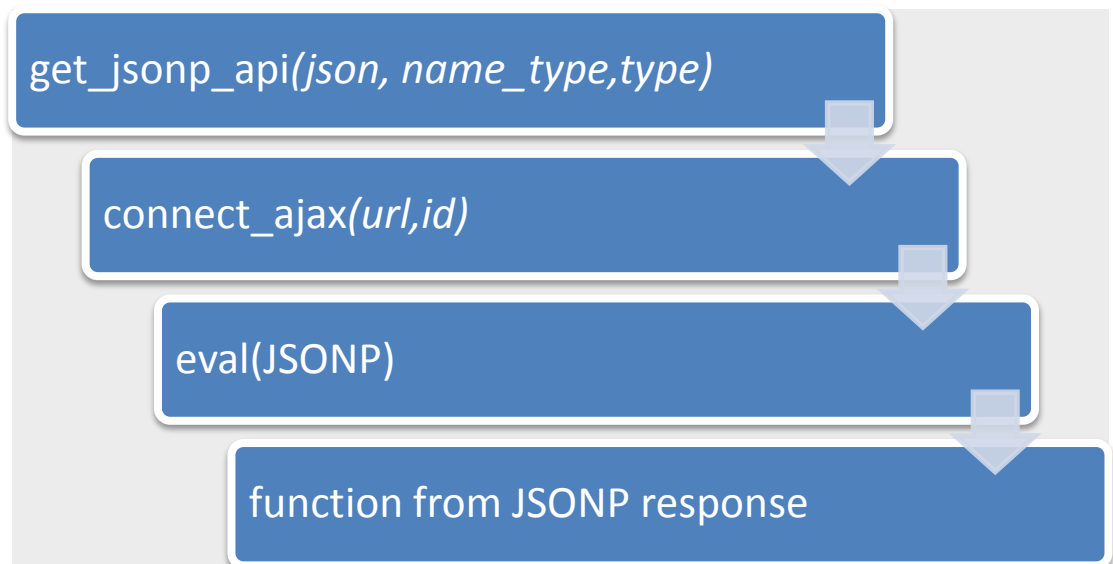 get_jsonp_api(json, name_type,type)
connect_ajax(url,id)
eval(JSONP)
function from JSONP response